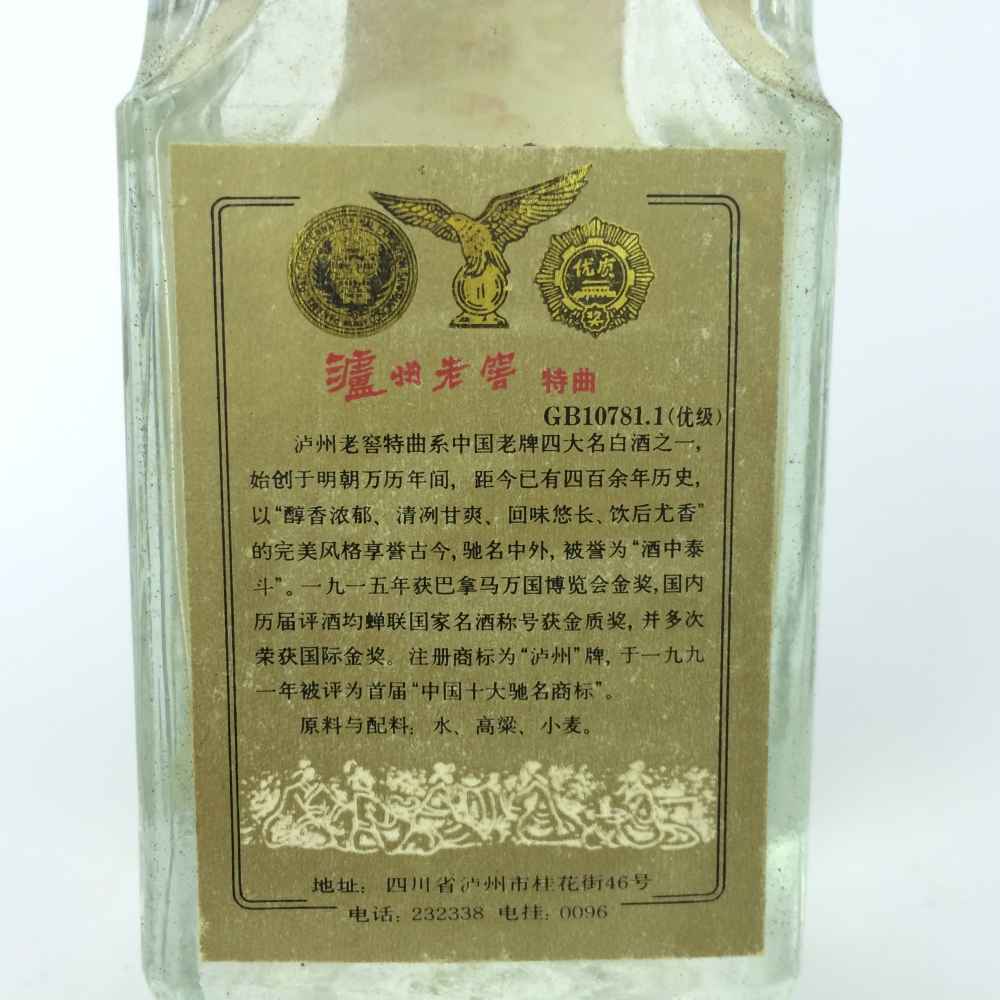 优质
奖
泸州老窖 特曲
GB10781.1(优级)
泸州老窖特曲系中国老牌四大名白酒之一,
始创于明朝万历年间, 距今已有四百余年历史,
以“醇香浓郁、清冽甘爽、回味悠长、饮后尤香”
的完美风格享誉古今,驰名中外,被誉为“酒中泰
斗”。一九一五年获巴拿马万国博览会金奖,国内
历届评酒均蝉联国家名酒称号获金质奖,并多次
荣获国际金奖。注册商标为“泸州”牌,于一九九
一年被评为首届“中国十大驰名商标”。
原料与配料: 水、高粱、小麦。
地址: 四川省泸州市桂花街46号
电话: 232338 电挂: 0096